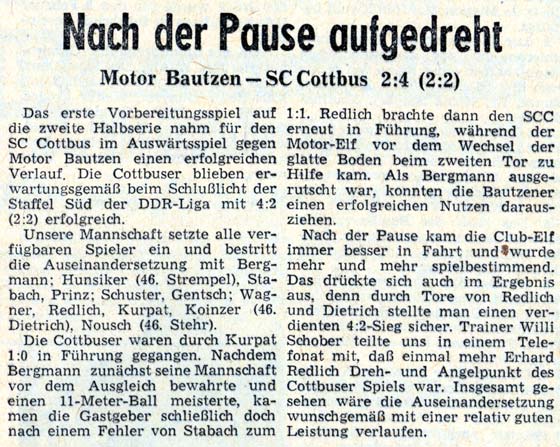 Nach der Pause aufgedreht
Motor Bautzen — SC Cottbus 2:4 (2:2)
Das erste Vorbereitungsspiel auf
die zweite Halbserie nahm für den
SC Cottbus im Auswärtsspiel gegen
Motor Bautzen einen erfolgreichen
Verlauf. Die Cottbuser blieben er-
wartungsgemäß beim Schlußlicht der
Staffel Süd der DDR-Liga mit 4:2
(2:2) erfolgreich.
Unsere Mannschaft setzte alle ver-
fügbaren Spieler ein und bestritt
die Auseinandersetzung mit Berg-
mann; Hunsiker (46. Strempel), Sta-
bach, Prinz; Schuster, Gentsch; Wag-
ner, Redlich, Kurpat, Koinzer (46.
Dietrich), Nousch (46. Stehr).
Die Cottbuser waren durch Kurpat
1:0 in Führung gegangen. Nachdem
Bergmann zunächst seine Mannschaft
vor dem Ausgleich bewahrte und
einen 11-Meter-Ball meisterte, ka-
men die Gastgeber schließlich doch
nach einem Fehler von Stabach zum
1:1. Redlich brachte dann den SCC
erneut in Führung, während der
Motor-Elf vor dem Wechsel der
glatte Boden beim zweiten Tor zu
Hilfe kam. Als Bergmann ausge-
rutscht war, konnten die Bautzener
einen erfolgreichen Nutzen daraus-
ziehen.
Nach der Pause kam die Club-Elf
immer besser in Fahrt und wurde
mehr und mehr spielbestimmend.
Das drückte sich auch im Ergebnis
aus, denn durch Tore von Redlich
und Dietrich stellte man einen ver-
dienten 4:2-Sieg sicher. Trainer Willi
Schober teilte uns in einem Tele-
fonat mit, daß einmal mehr Erhard
Redlich Dreh- und Angelpunkt des
Cottbuser Spiels war. Insgesamt ge-
sehen wäre die Auseinandersetzung
wunschgemäß mit einer relativ guten
Leistung verlaufen.